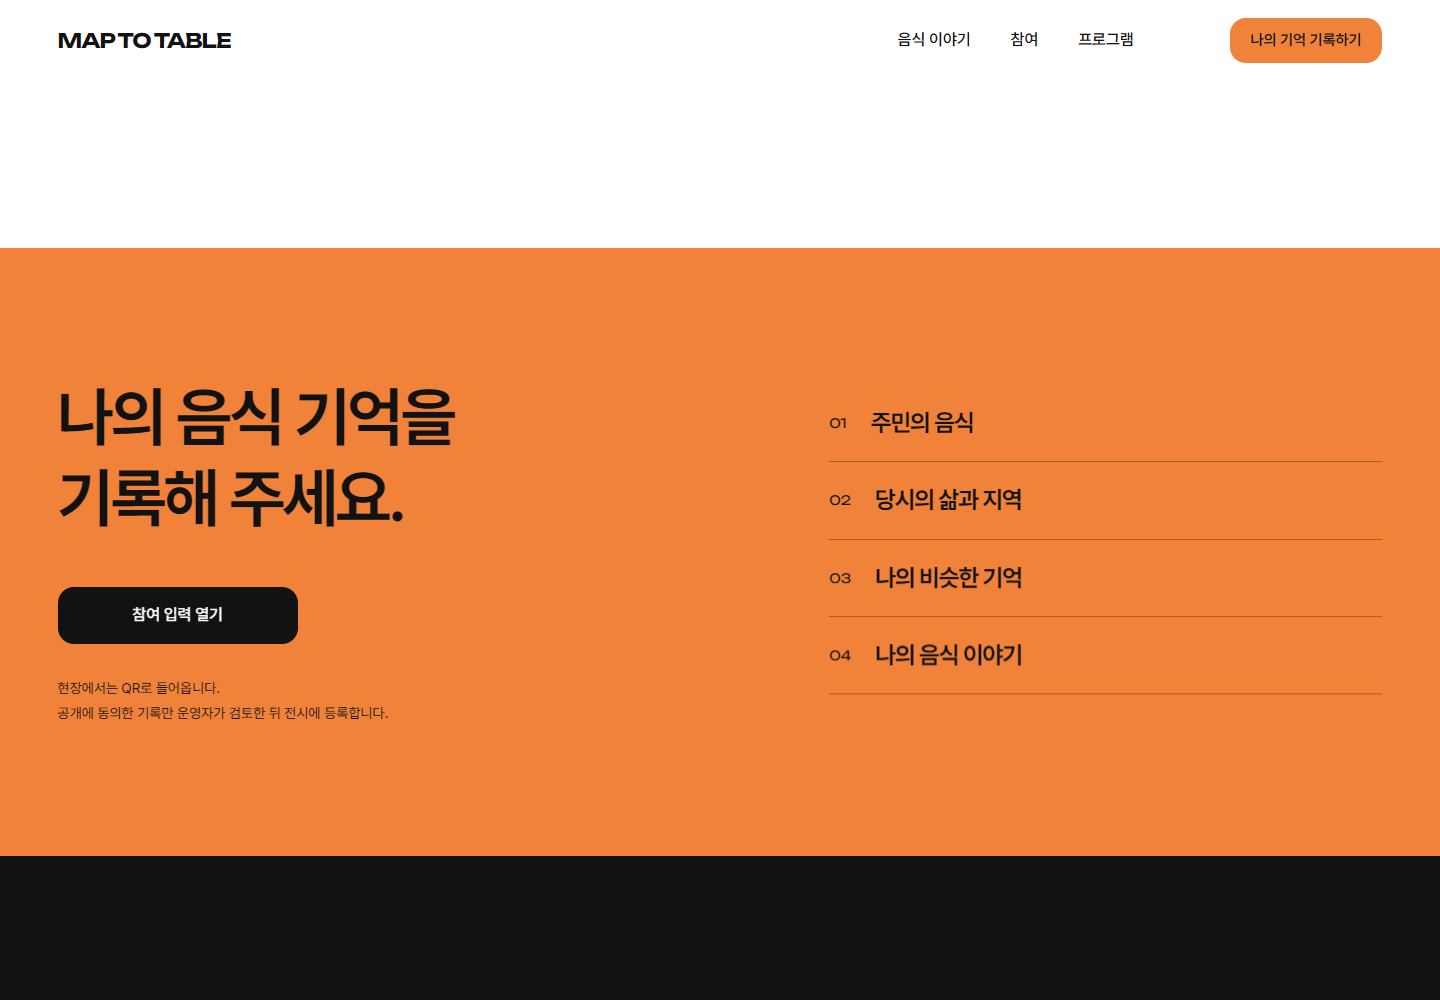 MAP TO TABLE
음식 이야기
참여
프로그램
나의 기억 기록하기
나의 음식 기억을
기록해 주세요.
참여 입력 열기
현장에서는 QR로 들어옵니다.
공개에 동의한 기록만 운영자가 검토한 뒤 전시에 등록합니다.
01 주민의 음식
02 당시의 삶과 지역
03 나의 비슷한 기억
04 나의 음식 이야기